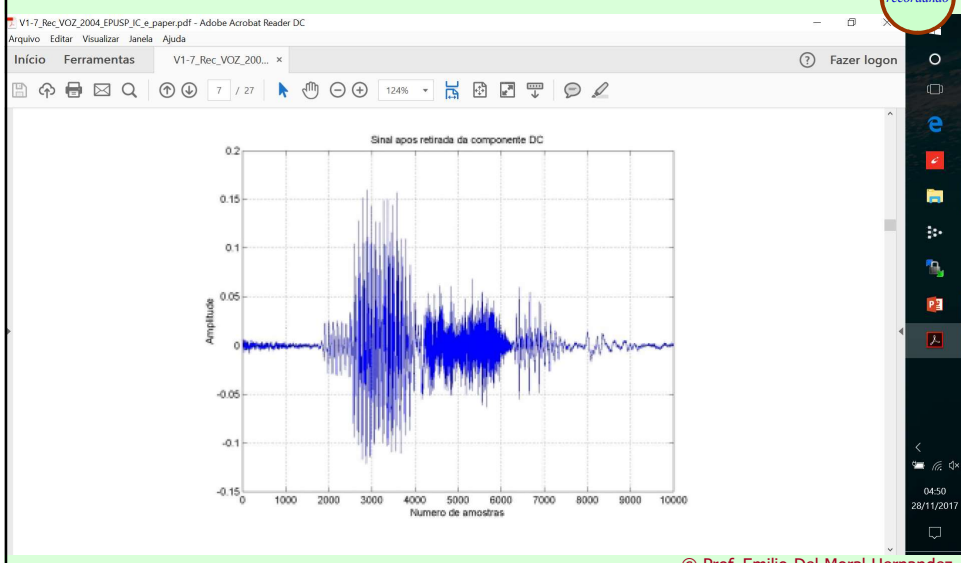 recordando
V1-7_Rec_VOZ_2004_EPUSP_IC_e_paper.pdf - Adobe Acrobat Reader DC
Arquivo Editar Visualizar Janela Ajuda
Início Ferramentas V1-7_Rec_VOZ_200... × Fazer logon
7 / 27 124%
Sinal apos retirada da componente DC
0.2
0.15
0.1
0.05
0
-0.05
-0.1
-0.15
Amplitude
0 1000 2000 3000 4000 5000 6000 7000 8000 9000 10000
Numero de amostras
04:50
28/11/2017
© Prof. Emilio Del Moral Hernandez